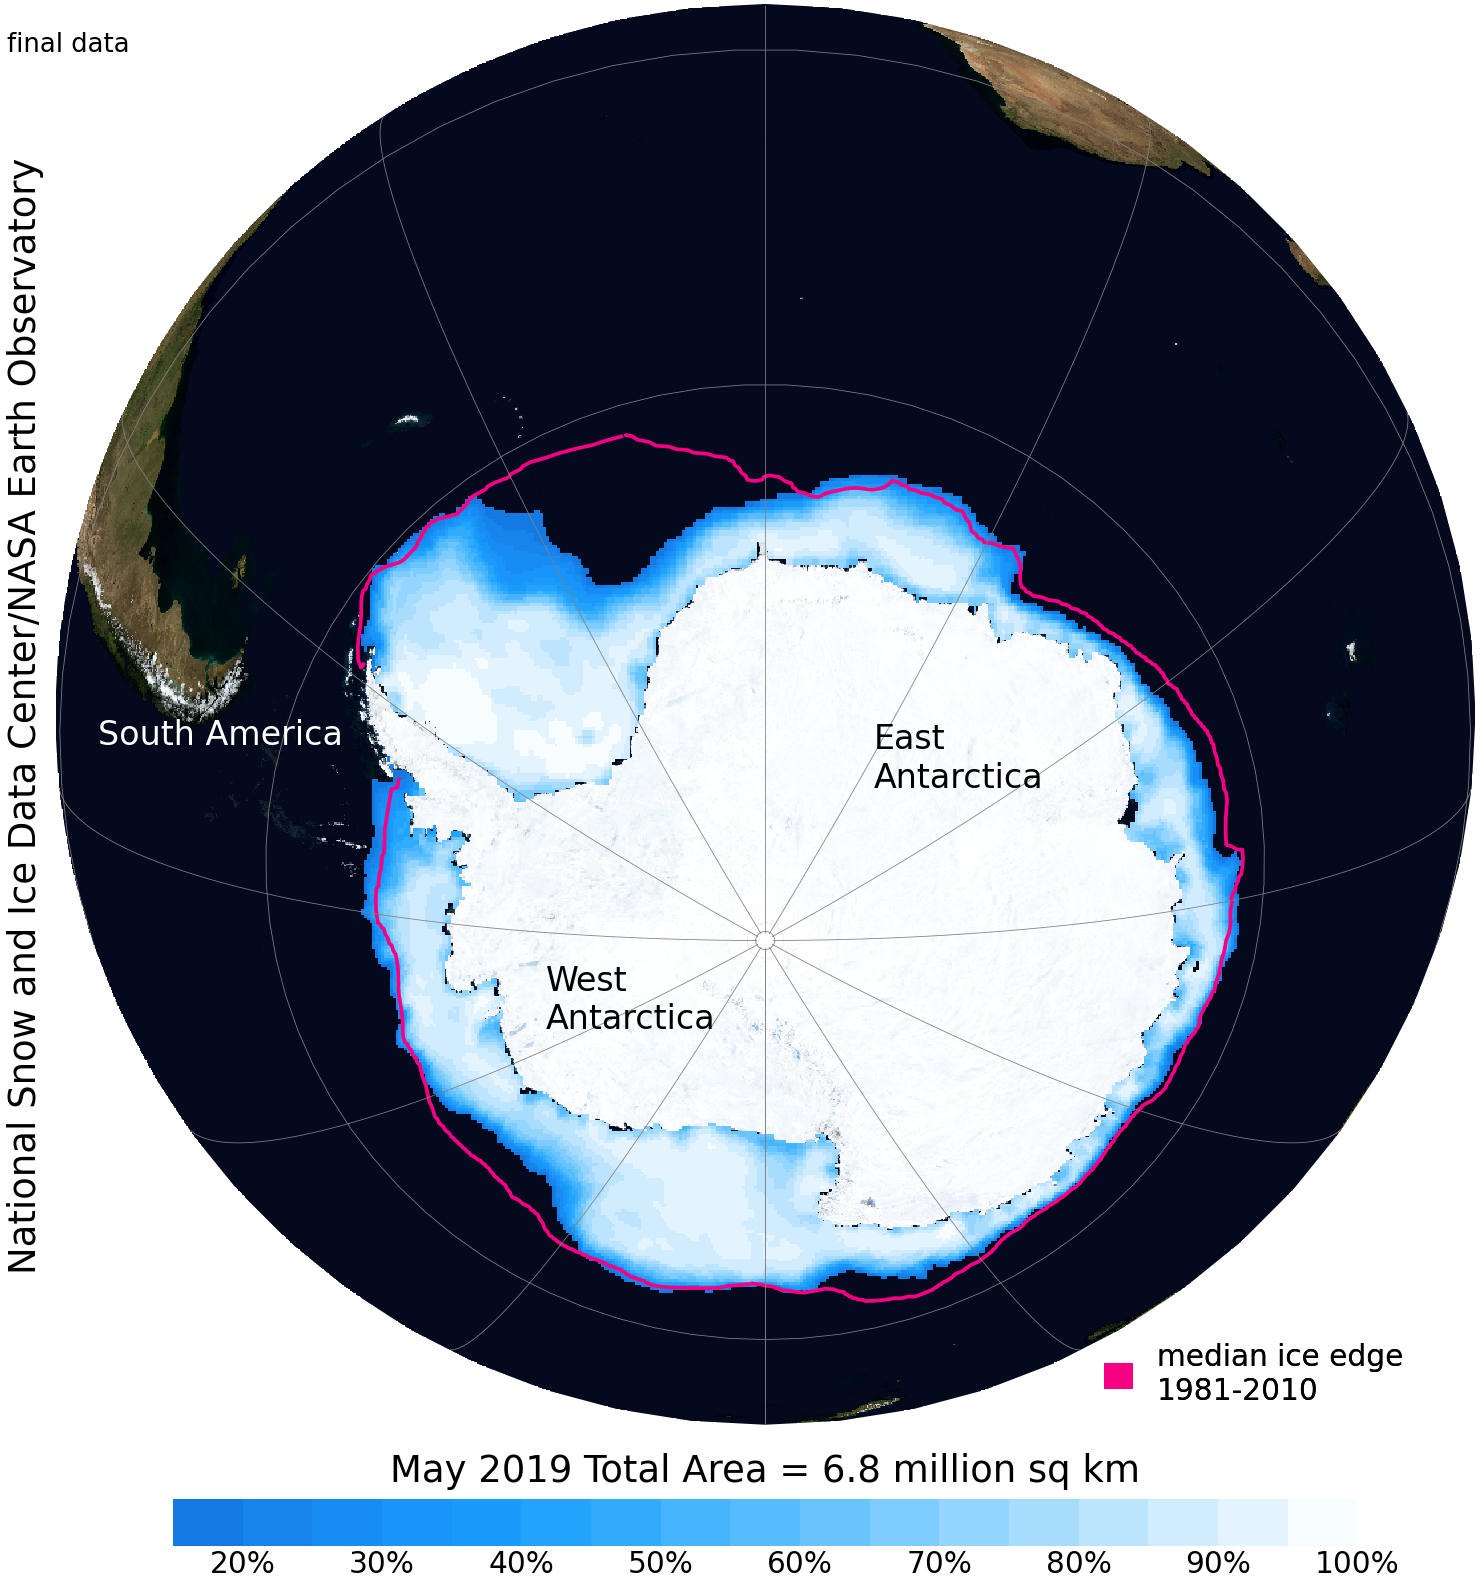 final data
National Snow and Ice Data Center/NASA Earth Observatory
South America
East
Antarctica
West
Antarctica
median ice edge
1981-2010
May 2019 Total Area = 6.8 million sq km
20% 30% 40% 50% 60% 70% 80% 90% 100%